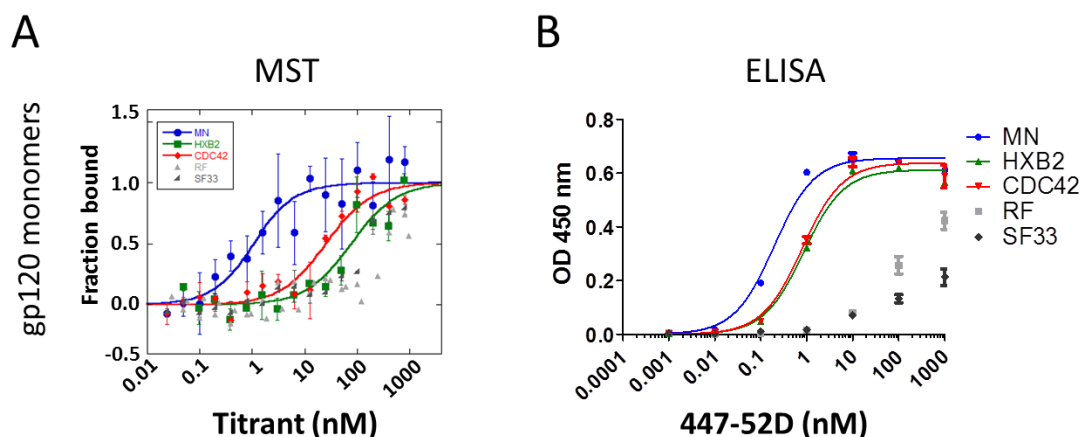 A
MST
gp120 monomers
Fraction bound
1.5
1.0
0.5
0.0
-0.5
MN
HXB2
CDC42
RF
SF33
0.01
0.1
1
10
100
1000
Titrant (nM)
B
ELISA
OD 450 nm
0.8
0.6
0.4
0.2
0.0
0.0001
0.001
0.01
0.1
1
10
100
1000
447-52D (nM)
MN
HXB2
CDC42
RF
SF33